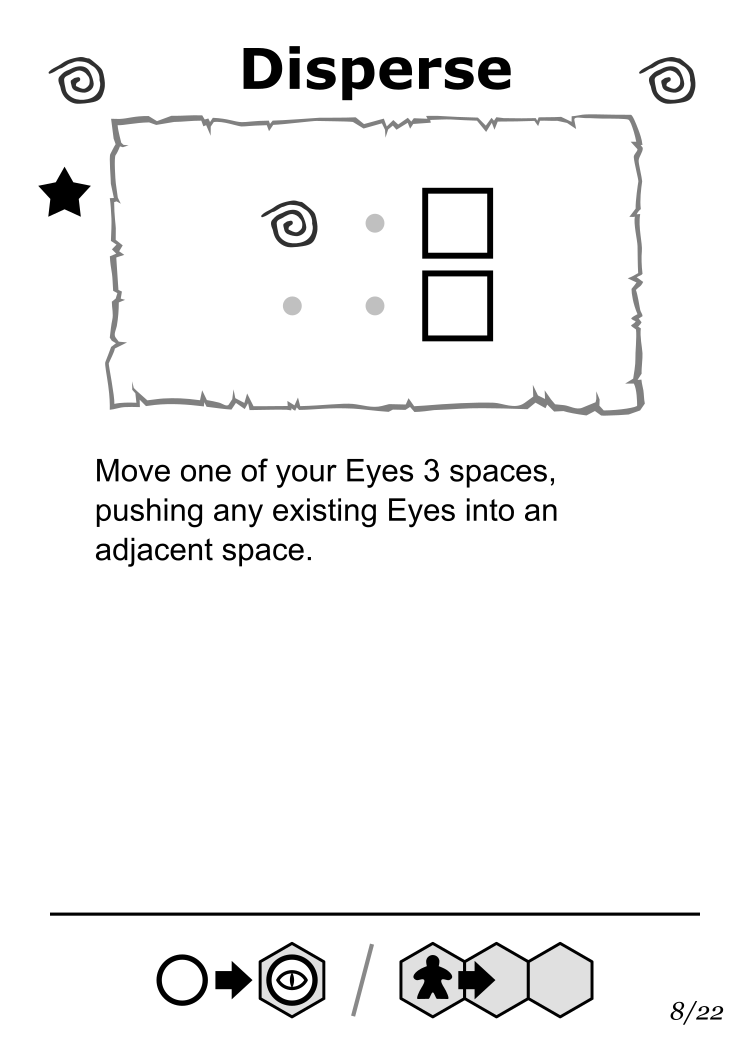 Disperse
Move one of your Eyes 3 spaces,
pushing any existing Eyes into an
adjacent space.
8/22